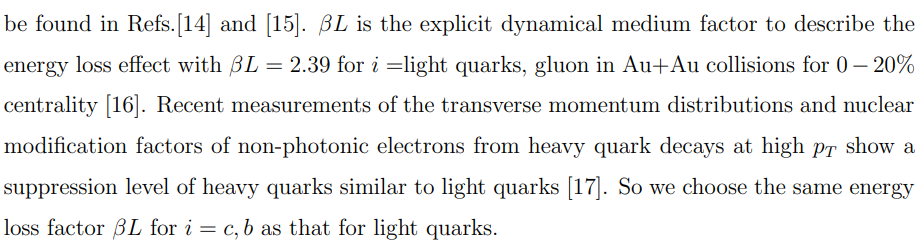 be found in Refs.[14] and [15]. βL is the explicit dynamical medium factor to describe the
energy loss effect with βL = 2.39 for i =light quarks, gluon in Au+Au collisions for 0 − 20%
centrality [16]. Recent measurements of the transverse momentum distributions and nuclear
modification factors of non-photonic electrons from heavy quark decays at high pT show a
suppression level of heavy quarks similar to light quarks [17]. So we choose the same energy
loss factor βL for i = c, b as that for light quarks.